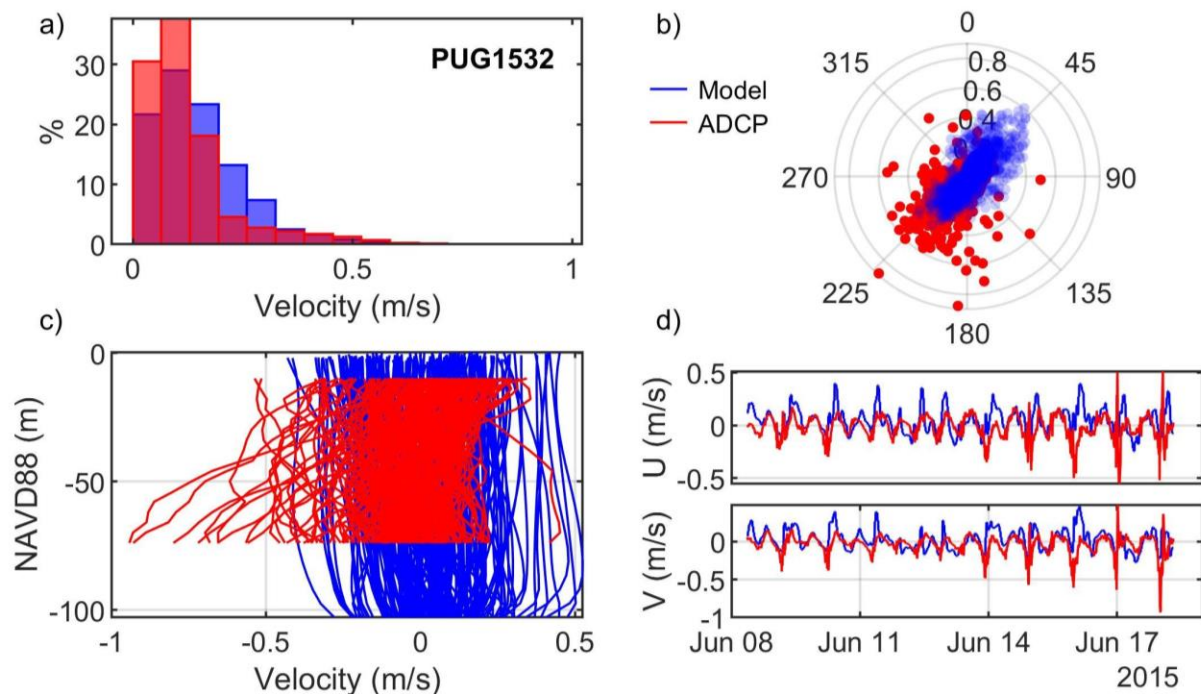 a)
PUG1532
%
30
20
10
0
0
0.5
1
Velocity (m/s)
b)
0
45
90
135
180
225
270
315
0.8
0.6
0.4
Model
ADCP
c)
NAVD88 (m)
0
-50
-100
-1
-0.5
0
0.5
Velocity (m/s)
d)
U (m/s)
0.5
0
-0.5
V (m/s)
0
-0.5
-1
Jun 08
Jun 11
Jun 14
Jun 17
2015